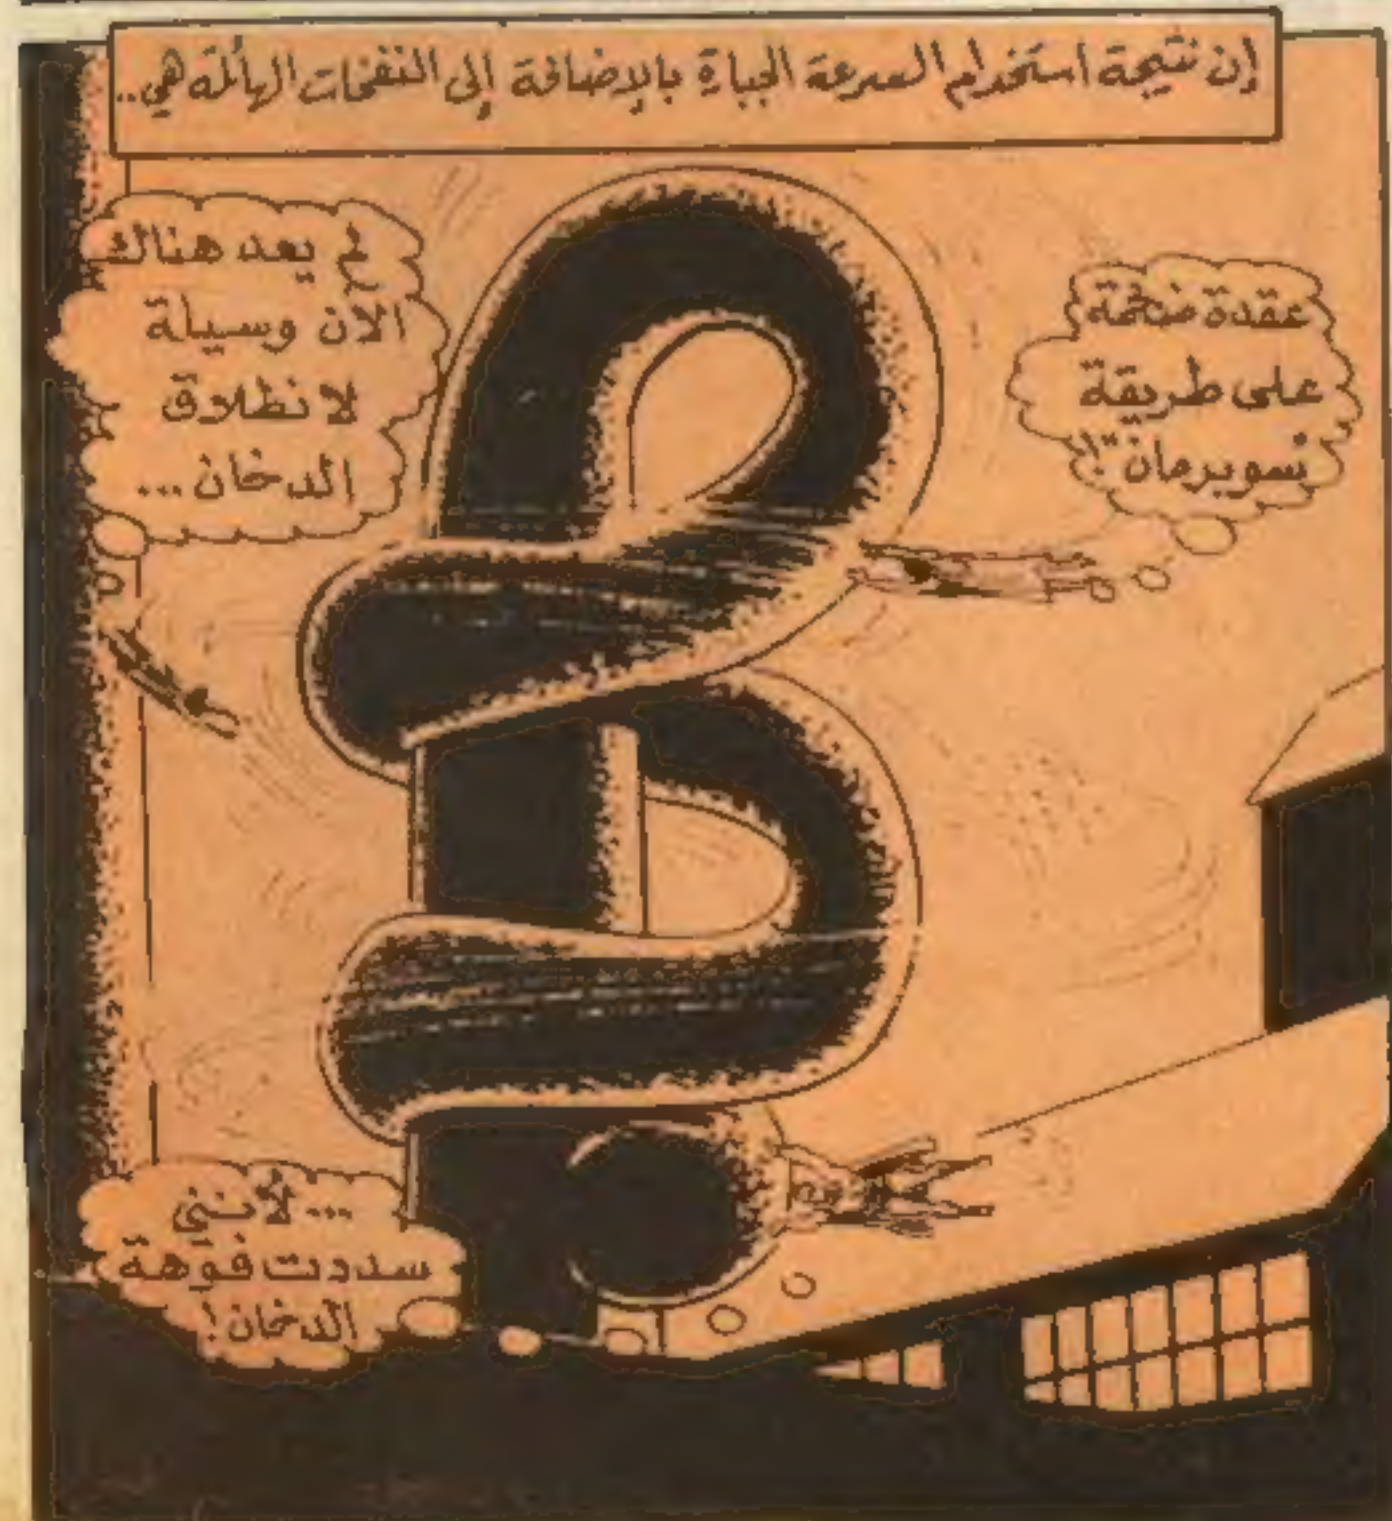 إن نتيجة استخدام السرعة الجبارة بالإضافة إلى النفخات الهائلة هي..
عقدة ضخمة
على طريقة
سوبرمان"!
لم يعد هناك
الآن وسيلة
لانطلاق
الدخان...
... لأنني
سددت فوهة
الدخان!